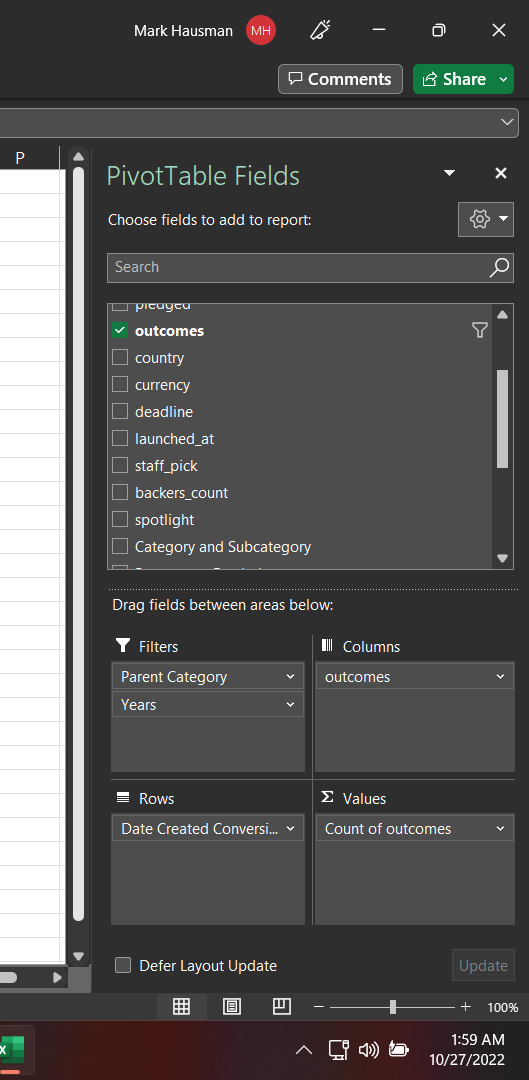 Mark Hausman MH
Comments Share
P
PivotTable Fields
Choose fields to add to report:
Search
pledged
outcomes
country
currency
deadline
launched_at
staff_pick
backers_count
spotlight
Category and Subcategory
Drag fields between areas below:
Filters
Columns
Parent Category
outcomes
Years
Rows
Values
Date Created Conversi...
Count of outcomes
Defer Layout Update
Update
100%
1:59 AM
10/27/2022